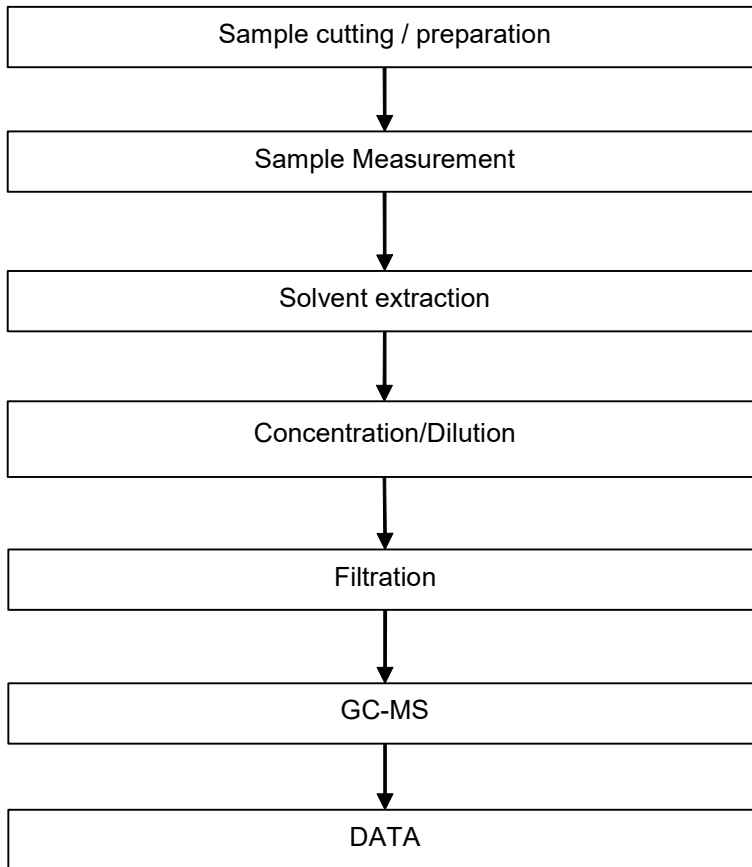 Sample cutting / preparation
Sample Measurement
Solvent extraction
Concentration/Dilution
Filtration
GC-MS
DATA